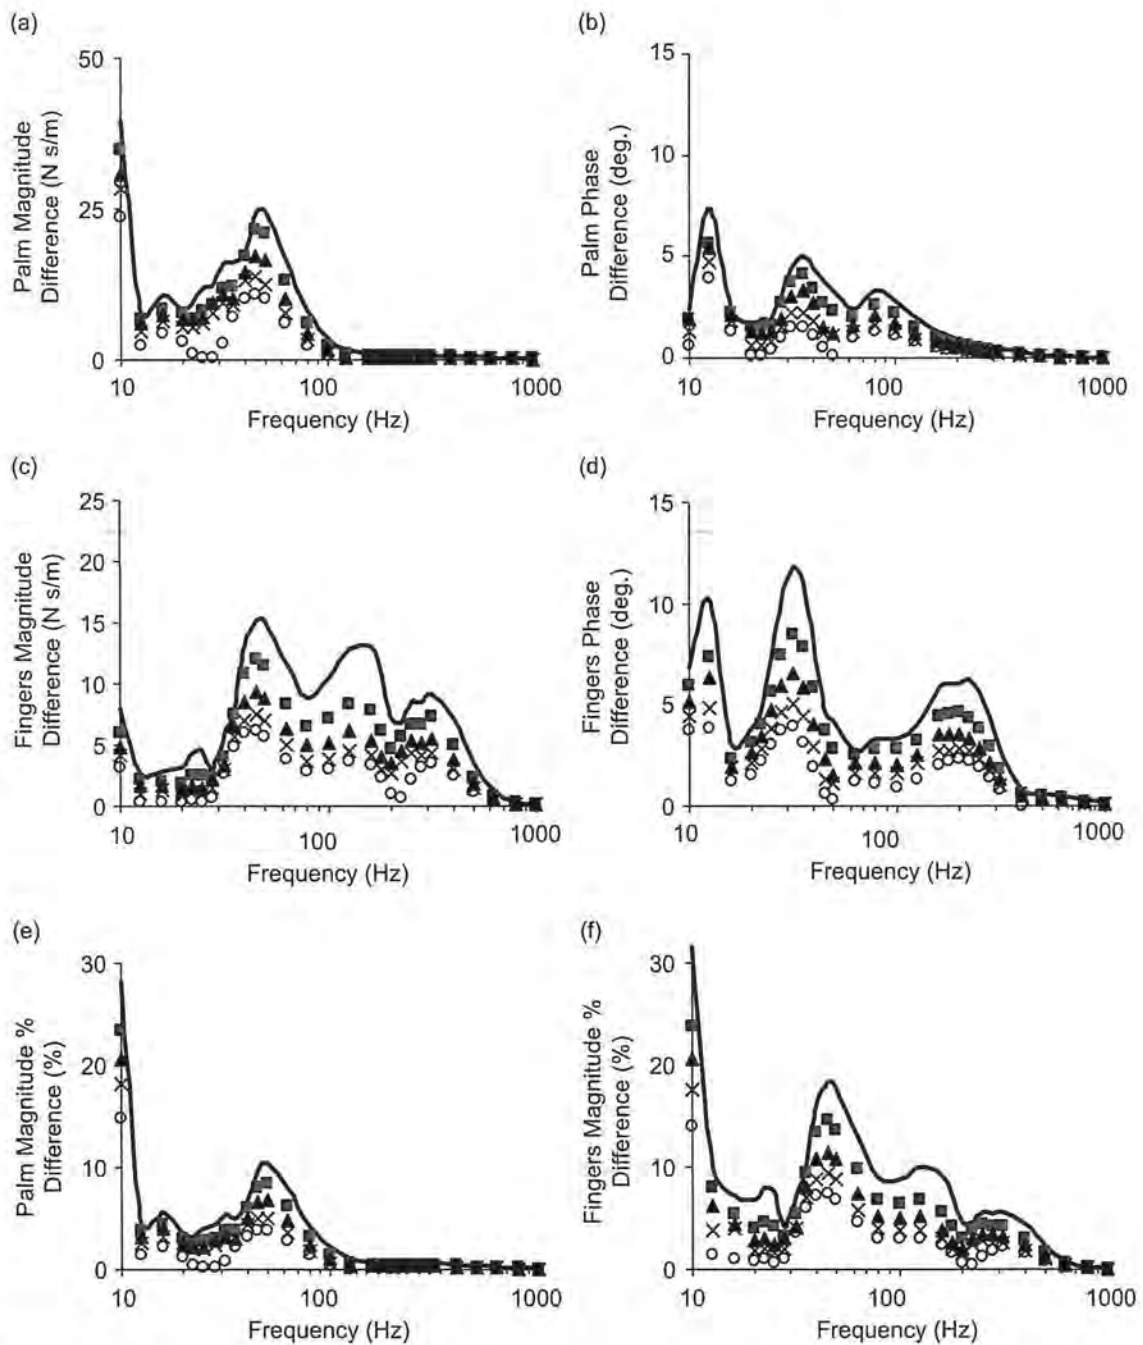 (a)
Palm Magnitude
Difference (N s/m)
50
25
0
10
100
1000
Frequency (Hz)
(b)
Palm Phase
Difference (deg.)
15
10
5
0
10
100
1000
Frequency (Hz)
(c)
Fingers Magnitude
Difference (N s/m)
25
20
15
10
5
0
10
100
1000
Frequency (Hz)
(d)
Fingers Phase
Difference (deg.)
15
10
5
0
10
100
1000
Frequency (Hz)
(e)
Palm Magnitude %
Difference (%)
30
20
10
0
10
100
1000
Frequency (Hz)
(f)
Fingers Magnitude %
Difference (%)
30
20
10
0
10
100
1000
Frequency (Hz)